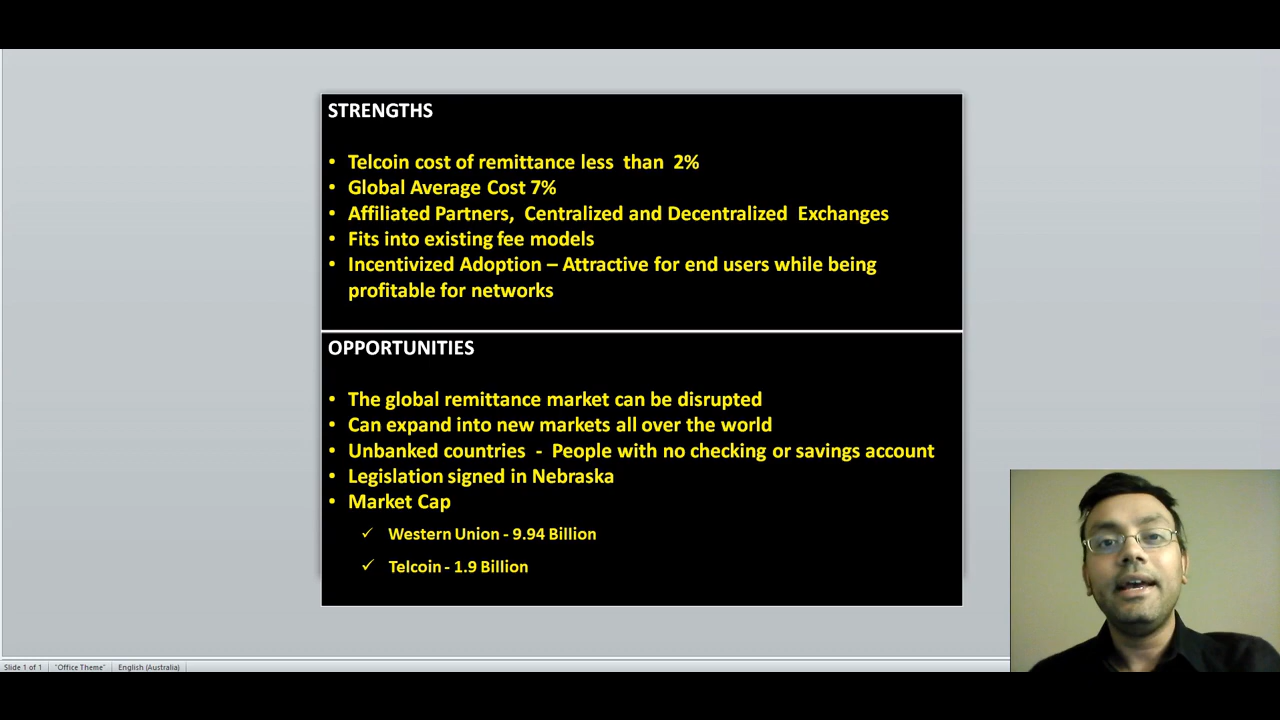 STRENGTHS
• Telcoin cost of remittance less than 2%
• Global Average Cost 7%
• Affiliated Partners, Centralized and Decentralized Exchanges
• Fits into existing fee models
• Incentivized Adoption – Attractive for end users while being
profitable for networks
OPPORTUNITIES
• The global remittance market can be disrupted
• Can expand into new markets all over the world
• Unbanked countries - People with no checking or savings account
• Legislation signed in Nebraska
• Market Cap
✓ Western Union - 9.94 Billion
✓ Telcoin - 1.9 Billion
Slide 1 of 1 "Office Theme" English (Australia)